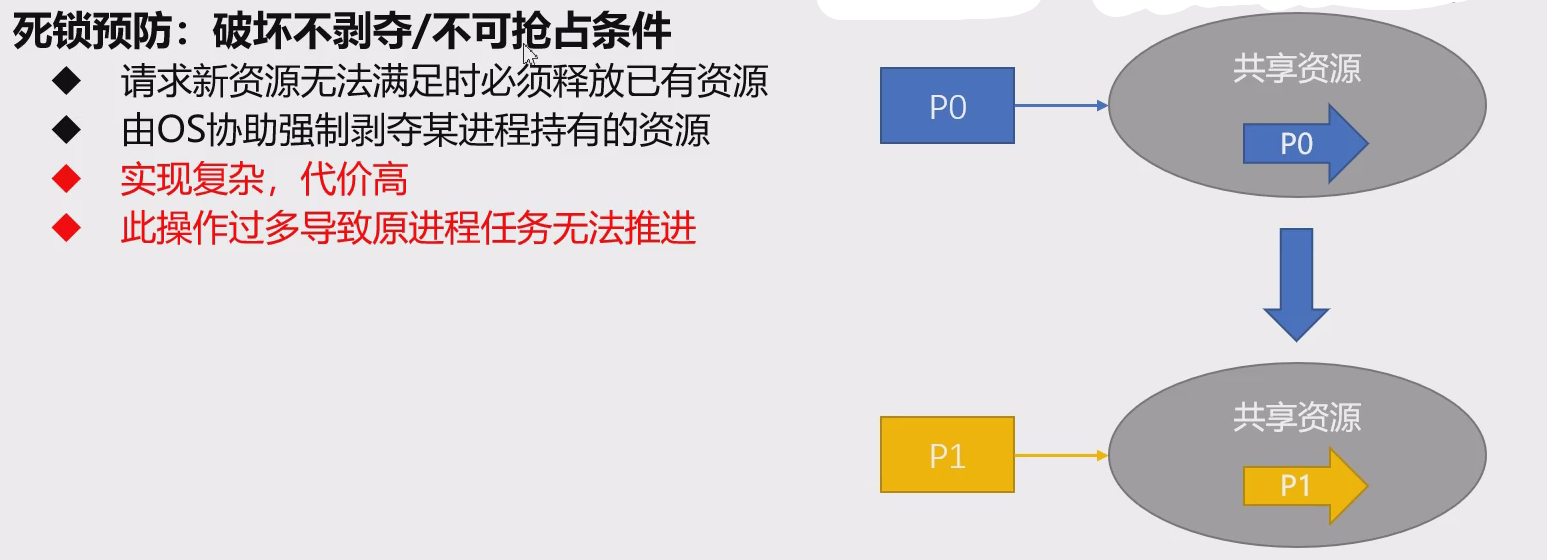 死锁预防：破坏不剥夺/不可抢占条件
请求新资源无法满足时必须释放已有资源
由OS协助强制剥夺某进程持有的资源
实现复杂，代价高
此操作过多导致原进程任务无法推进
P0
共享资源
P0
P1
共享资源
P1